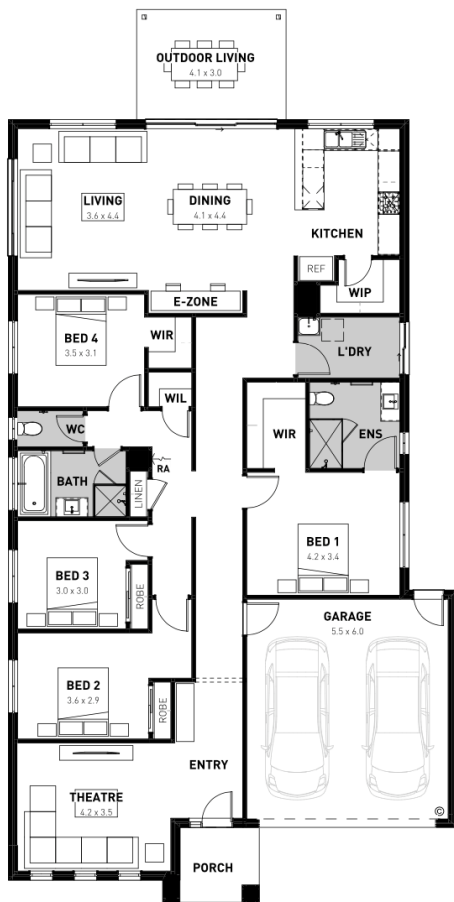 OUTDOOR LIVING
4.1 x 3.0
LIVING
3.6 x 4.4
DINING
4.1 x 4.4
KITCHEN
REF
WIP
E-ZONE
BED 4
3.5 x 3.1
WIR
L'DRY
WIL
WC
WIR
ENS
RA
BATH
LINEN
BED 1
4.2 x 3.4
BED 3
3.0 x 3.0
ROBE
GARAGE
5.5 x 6.0
BED 2
3.6 x 2.9
ROBE
ENTRY
THEATRE
4.2 x 3.5
©
PORCH